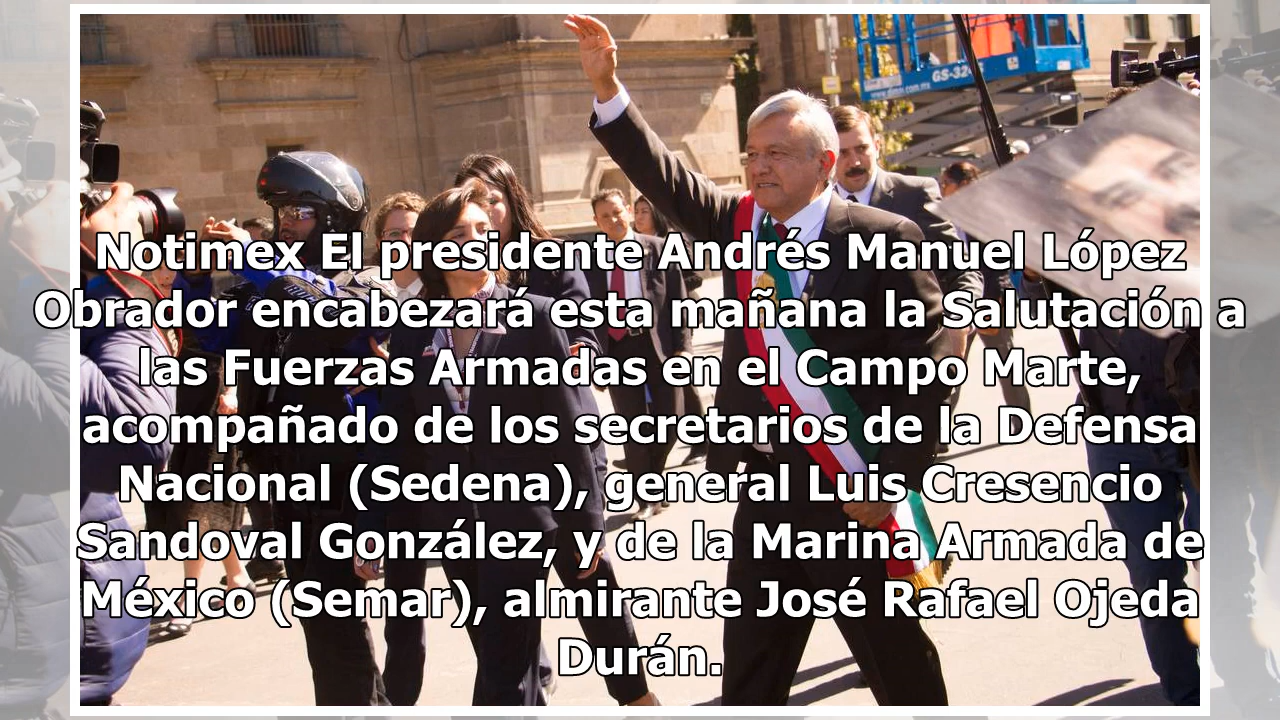 GS-32
Notimex El presidente Andrés Manuel López
Obrador encabezará esta mañana la Salutación a
las Fuerzas Armadas en el Campo Marte,
acompañado de los secretarios de la Defensa
Nacional (Sedena), general Luis Cresencio
Sandoval González, y de la Marina Armada de
México (Semar), almirante José Rafael Ojeda
Durán.